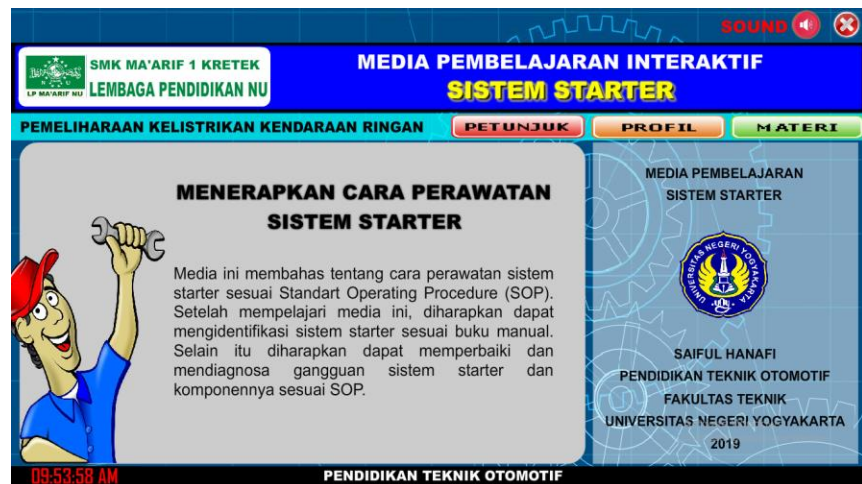 SOUND
SMK MA'ARIF 1 KRETEK
LEMBAGA PENDIDIKAN NU
LP MA'ARIF NU
MEDIA PEMBELAJARAN INTERAKTIF
SISTEM STARTER
PEMELIHARAAN KELISTRIKAN KENDARAAN RINGAN
PETUNJUK
PROFIL
MATERI
MENERAPKAN CARA PERAWATAN
SISTEM STARTER
Media ini membahas tentang cara perawatan sistem
starter sesuai Standart Operating Procedure (SOP).
Setelah mempelajari media ini, diharapkan dapat
mengidentifikasi sistem starter sesuai buku manual.
Selain itu diharapkan dapat memperbaiki dan
mendiagnosa gangguan sistem starter dan
komponennya sesuai SOP.
MEDIA PEMBELAJARAN
SISTEM STARTER
UNIVERSITAS NEGERI YOGYAKARTA
SAIFUL HANAFI
PENDIDIKAN TEKNIK OTOMOTIF
FAKULTAS TEKNIK
UNIVERSITAS NEGERI YOGYAKARTA
2019
09:53:58 AM
PENDIDIKAN TEKNIK OTOMOTIF